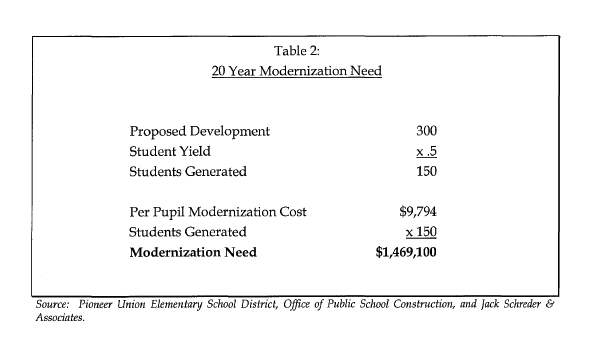 Table 2:
20 Year Modernization Need
Proposed Development 300
Student Yield x .5
Students Generated 150
Per Pupil Modernization Cost $9,794
Students Generated x 150
Modernization Need $1,469,100
Source: Pioneer Union Elementary School District, Office of Public School Construction, and Jack Schreder &
Associates.